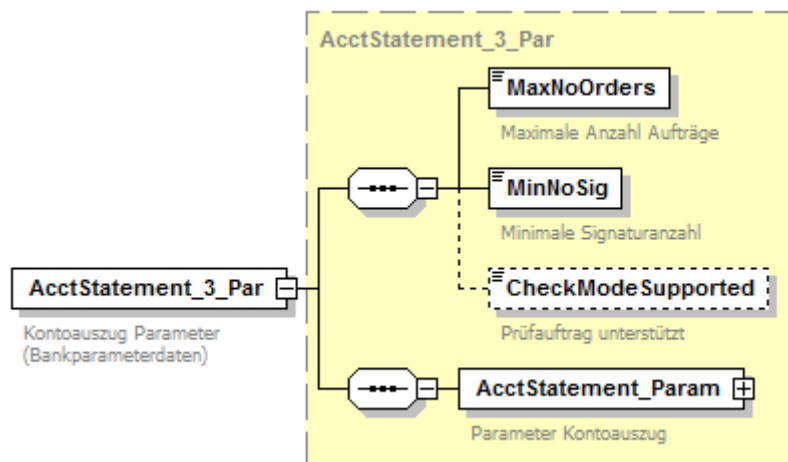 AcctStatement_3_Par
MaxNoOrders
Maximale Anzahl Aufträge
MinNoSig
Minimale Signaturanzahl
CheckModeSupported
Prüfauftrag unterstützt
AcctStatement_3_Par
Kontoauszug Parameter
(Bankparameterdaten)
AcctStatement_Param
Parameter Kontoauszug